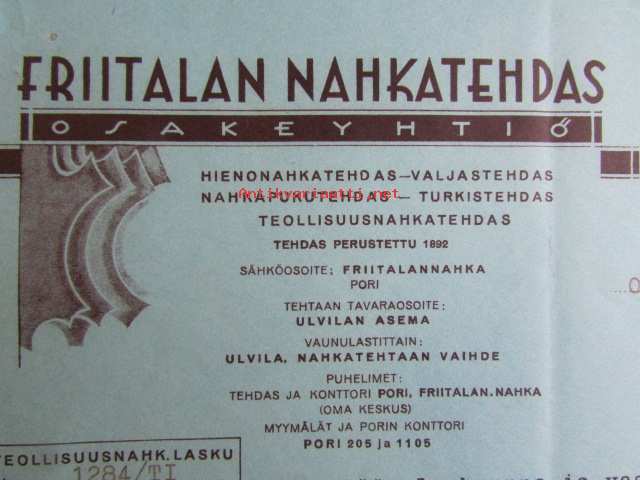 FRIITALAN NAHKATEHDAS
OSAKEYHTIÖ
HIENONAHKATEHDAS—VALJASTEHDAS
NAHKAPUKUTEHDAS — TURKISTEHDAS
Antikvariaatti.net
TEOLLISUUSNAHKATEHDAS
TEHDAS PERUSTETTU 1892
SÄHKÖOSOITE: FRIITALANNAHKA
PORI
TEHTAAN TAVARAOSOITE:
ULVILAN ASEMA
VAUNULASTITTAIN:
ULVILA, NAHKATEHTAAN VAIHDE
PUHELIMET:
TEHDAS JA KONTTORI PORI, FRIITALAN.NAHKA
(OMA KESKUS)
MYYMÄLÄT JA PORIN KONTTORI
PORI 205 ja 1105
TEOLLISUUSNAHK. LASKU
1284/TI